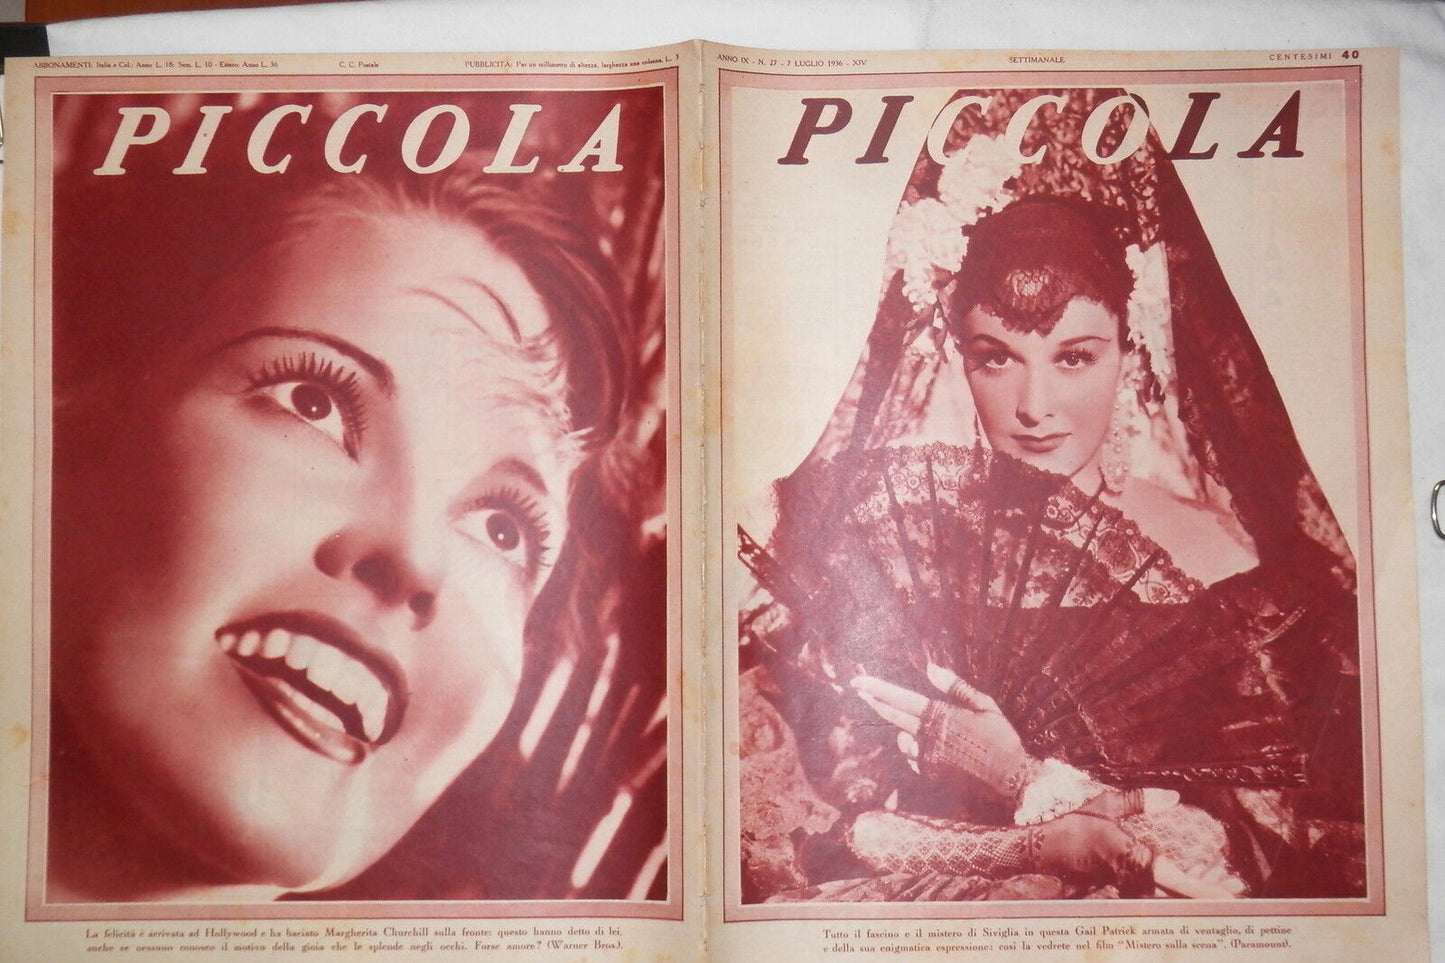 ABBONAMENTI: Italia e Col.: Anno L. 18; Sem. L. 10 - Estero: Anno L. 36 C. C. Postale PUBBLICITÀ: Per un millimetro di altezza, larghezza una colonna, L. 3
PICCOLA
La felicità è arrivata ad Hollywood e ha baciato Margherita Churchill sulla fronte: questo hanno detto di lei,
anche se nessuno conosce il motivo della gioia che le splende negli occhi. Forse amore? (Warner Bros.).
ANNO IX - N. 27 - 7 LUGLIO 1936 - XIV SETTIMANALE CENTESIMI 40
PICCOLA
Tutto il fascino e il mistero di Siviglia in questa Gail Patrick armata di ventaglio, di pettine
e della sua enigmatica espressione: così la vedrete nel film "Mistero sulla scena". (Paramount).